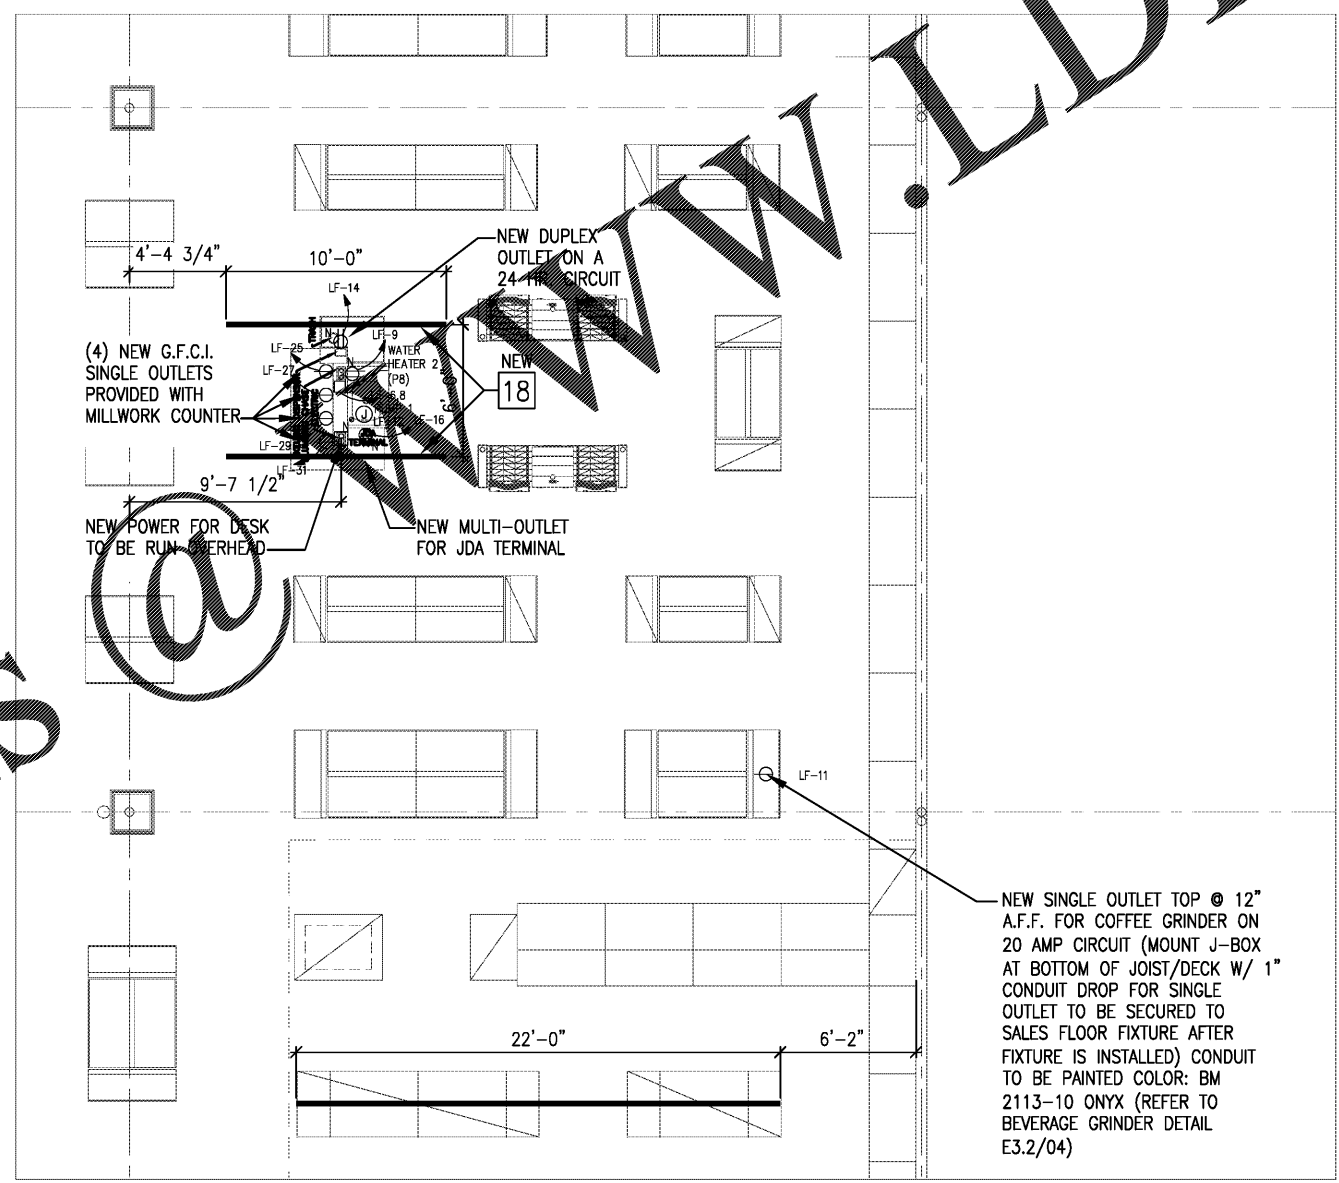 WWW.LD
s@
4'-4 3/4"
10'-0"
NEW DUPLEX
OUTLET ON A
24 HR. CIRCUIT
LF-14
LF-9
LF-25
LF-27
WATER
HEATER 2
(P8)
NEW
18
6'-0"
(4) NEW G.F.C.I.
SINGLE OUTLETS
PROVIDED WITH
MILLWORK COUNTER
N
J
LF-16
JDA
TERMINAL
LF-29
LF-31
9'-7 1/2"
NEW POWER FOR DESK
TO BE RUN OVERHEAD
NEW MULTI-OUTLET
FOR JDA TERMINAL
LF-11
NEW SINGLE OUTLET TOP @ 12"
A.F.F. FOR COFFEE GRINDER ON
20 AMP CIRCUIT (MOUNT J-BOX
AT BOTTOM OF JOIST/DECK W/ 1"
CONDUIT DROP FOR SINGLE
OUTLET TO BE SECURED TO
SALES FLOOR FIXTURE AFTER
FIXTURE IS INSTALLED) CONDUIT
TO BE PAINTED COLOR: BM
2113-10 ONYX (REFER TO
BEVERAGE GRINDER DETAIL
E3.2/04)
22'-0"
6'-2"